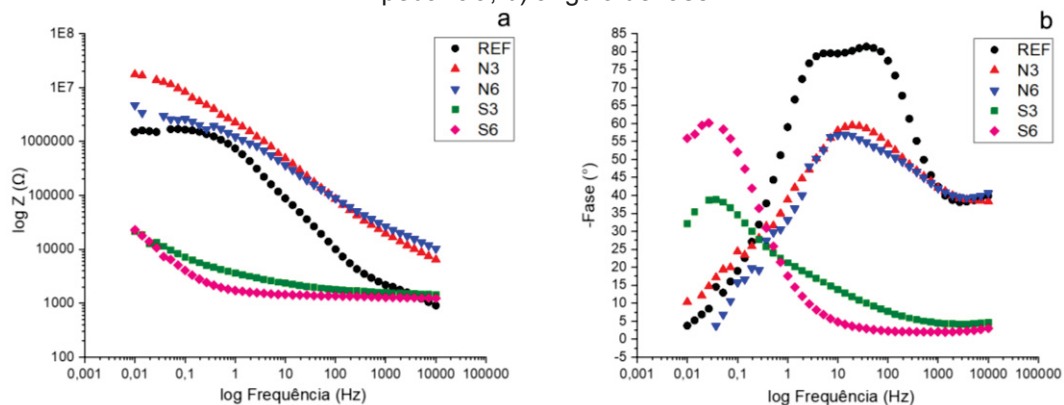 a
1E8
1E7
1000000
100000
10000
1000
100
log Z (Ω)
0,001 0,01 0,1 1 10 100 1000 10000 100000
log Frequência (Hz)
REF
N3
N6
S3
S6
b
85
80
75
70
65
60
55
50
45
40
35
30
25
20
15
10
5
0
-5
-Fase (°)
0,001 0,01 0,1 1 10 100 1000 10000 100000
log Frequência (Hz)
REF
N3
N6
S3
S6